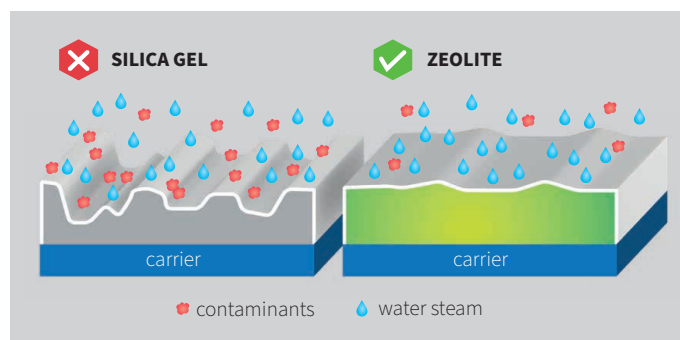 SILICA GEL
ZEOLITE
carrier
carrier
contaminants
water steam